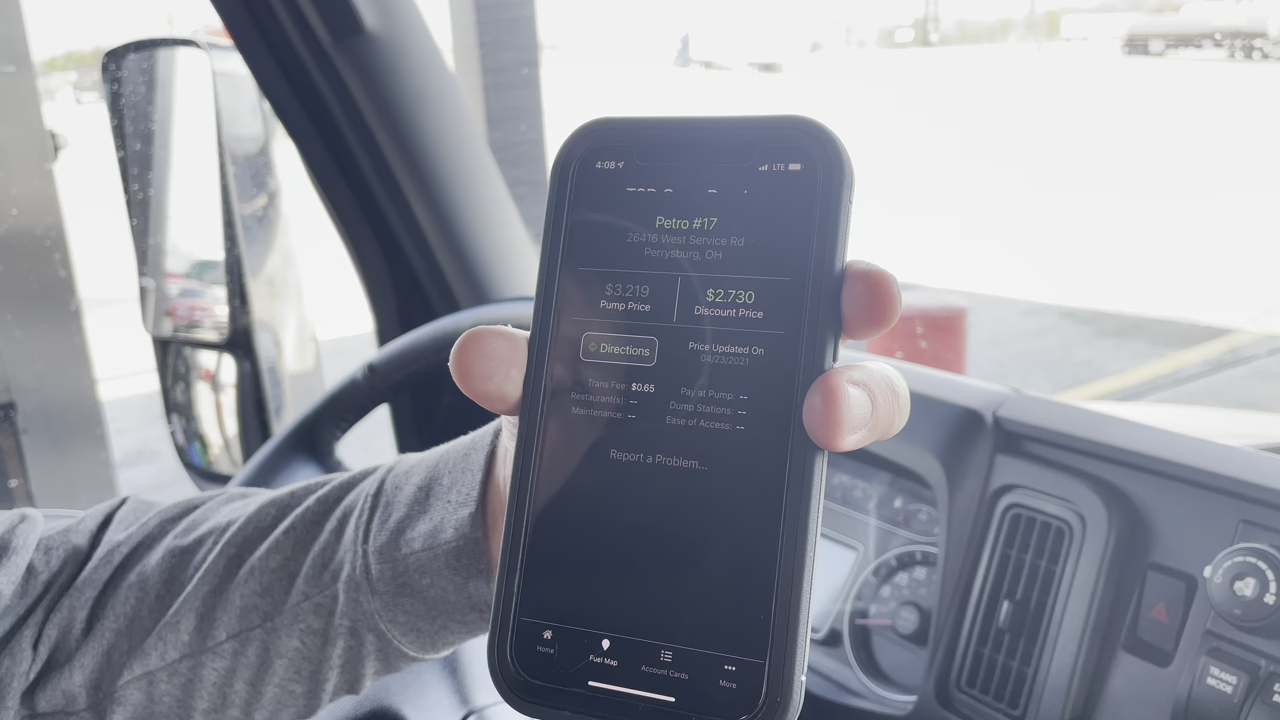 4:08
LTE
Petro #17
26416 West Service Rd
Perrysburg, OH
$3.219
Pump Price
$2.730
Discount Price
Directions
Price Updated On
04/23/2021
Trans Fee: $0.65
Restaurant(s): --
Maintenance: --
Pay at Pump: --
Dump Stations: --
Ease of Access: --
Report a Problem...
Home
Fuel Map
Account Cards
More
TRANS
MODE